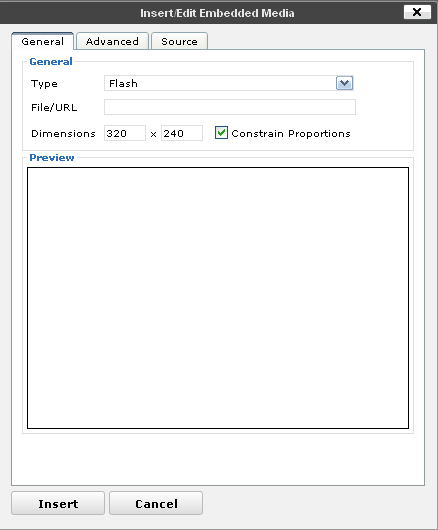 Insert/Edit Embedded Media
General Advanced Source
General
Type Flash
File/URL
Dimensions 320 x 240 Constrain Proportions
Preview
Insert Cancel